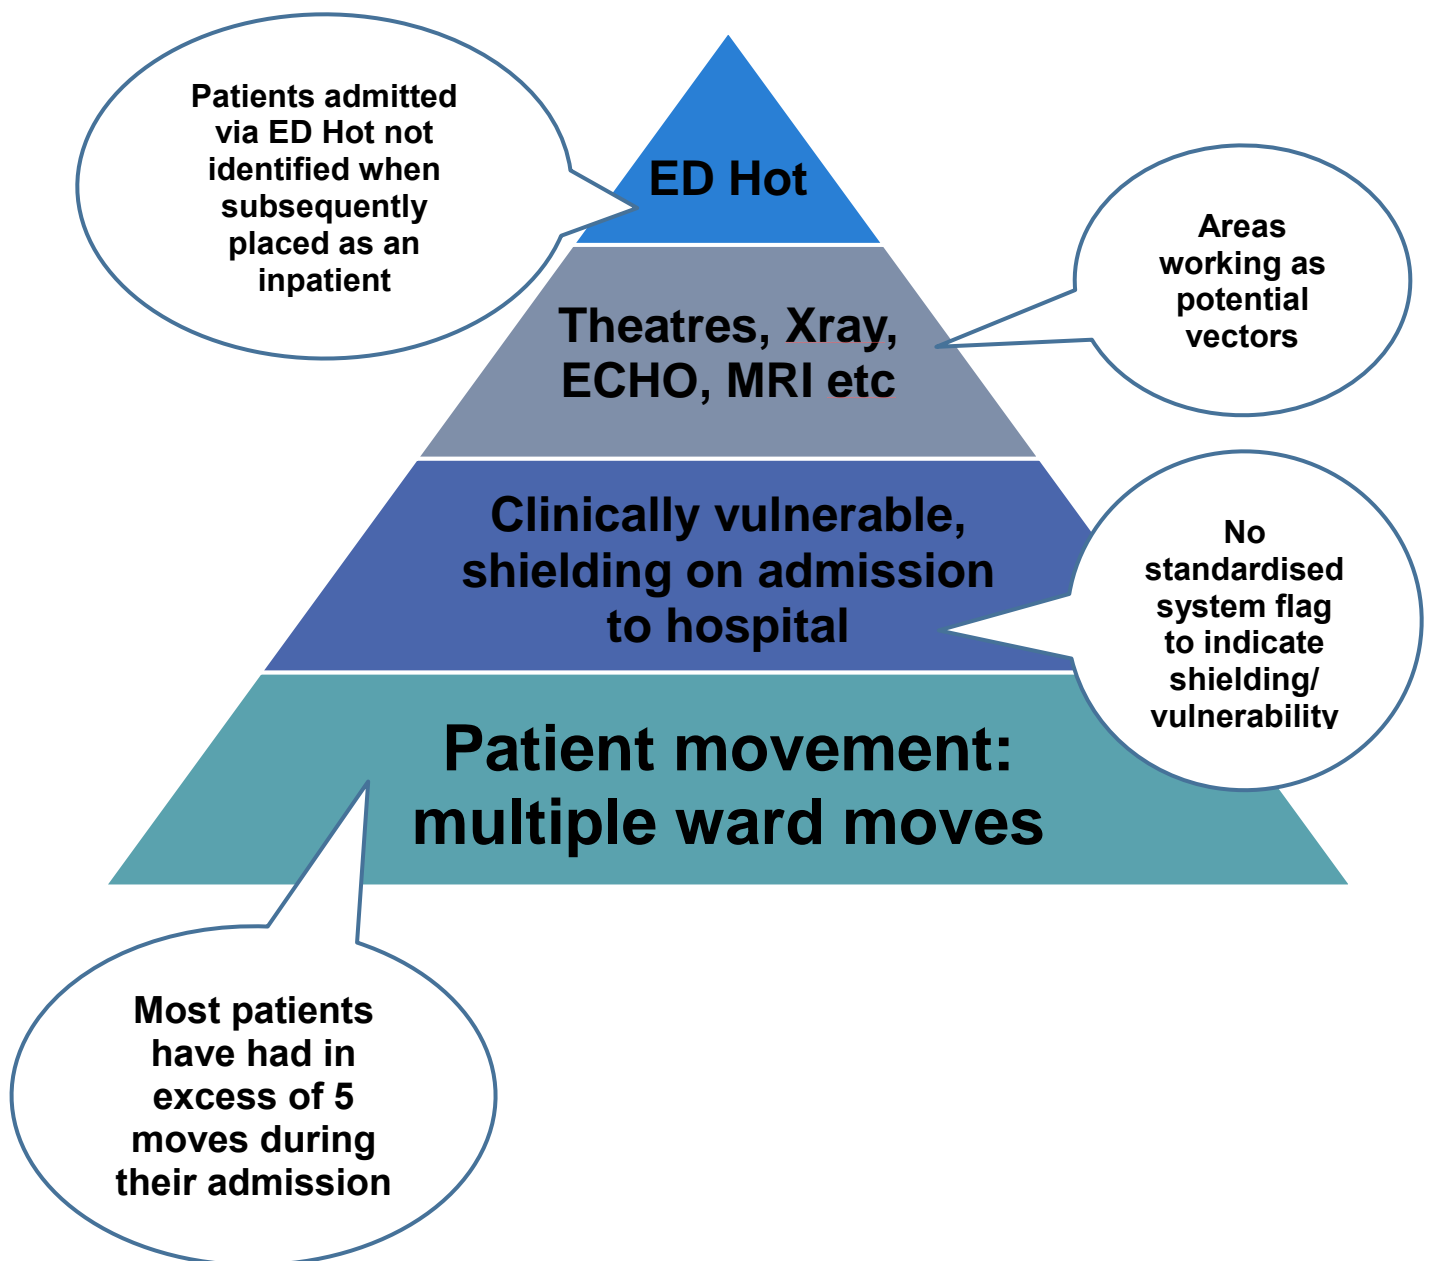 Patients admitted
via ED Hot not
identified when
subsequently
placed as an
inpatient
ED Hot
Areas
working as
potential
vectors
Theatres, Xray,
ECHO, MRI etc
Clinically vulnerable,
shielding on admission
to hospital
No
standardised
system flag
to indicate
shielding/
vulnerability
Patient movement:
multiple ward moves
Most patients
have had in
excess of 5
moves during
their admission